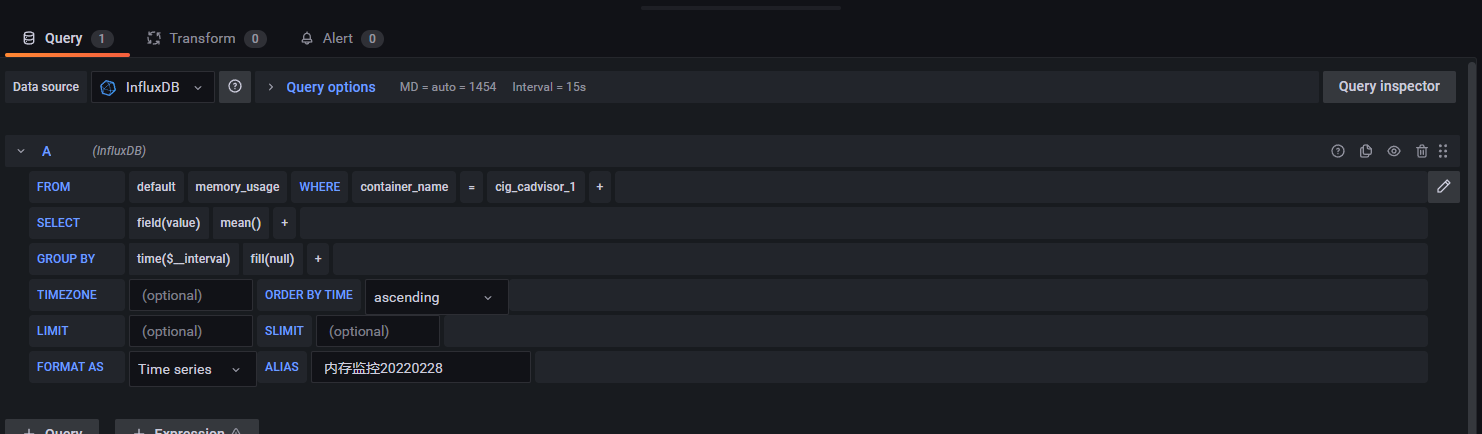 Query 1 Transform 0 Alert 0
Data source InfluxDB Query options MD = auto = 1454 Interval = 15s Query inspector
A (InfluxDB)
FROM default memory_usage WHERE container_name = cig_cadvisor_1 +
SELECT field(value) mean() +
GROUP BY time($__interval) fill(null) +
TIMEZONE (optional) ORDER BY TIME ascending
LIMIT (optional) SLIMIT (optional)
FORMAT AS Time series ALIAS 内存监控20220228
+ Query + Expression